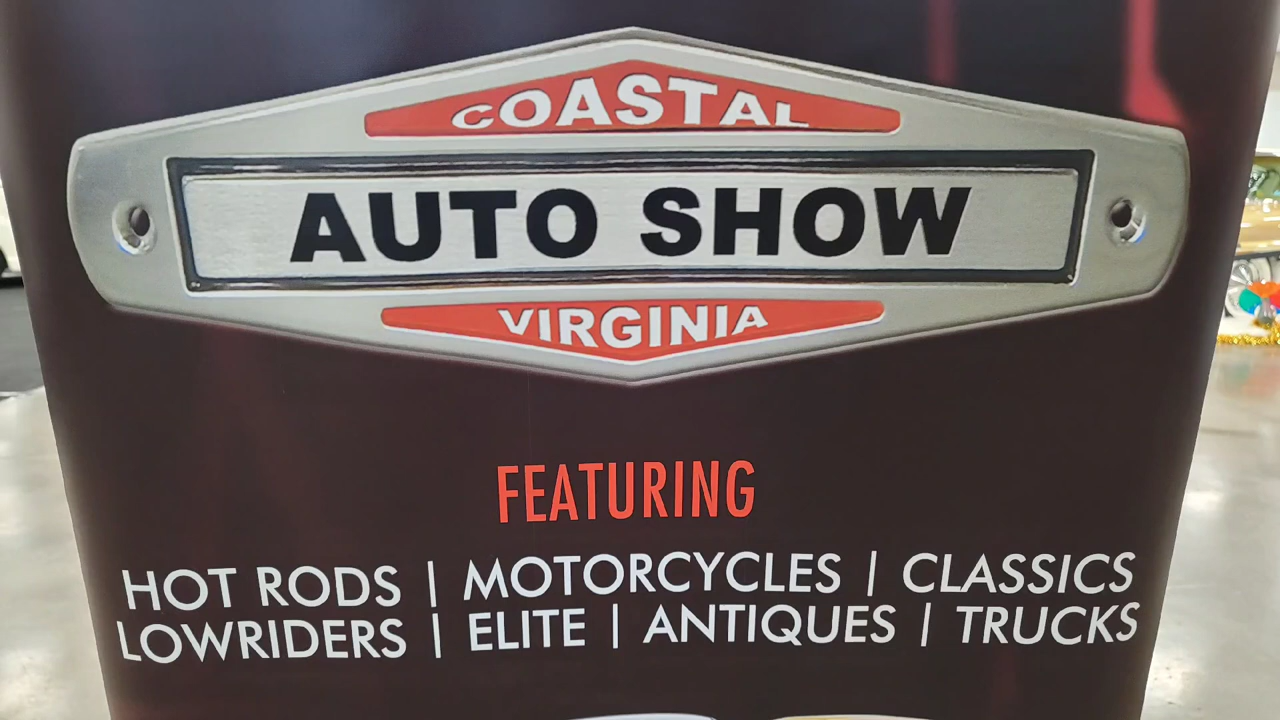 COASTAL
AUTO SHOW
VIRGINIA
FEATURING
HOT RODS | MOTORCYCLES | CLASSICS
LOWRIDERS | ELITE | ANTIQUES | TRUCKS